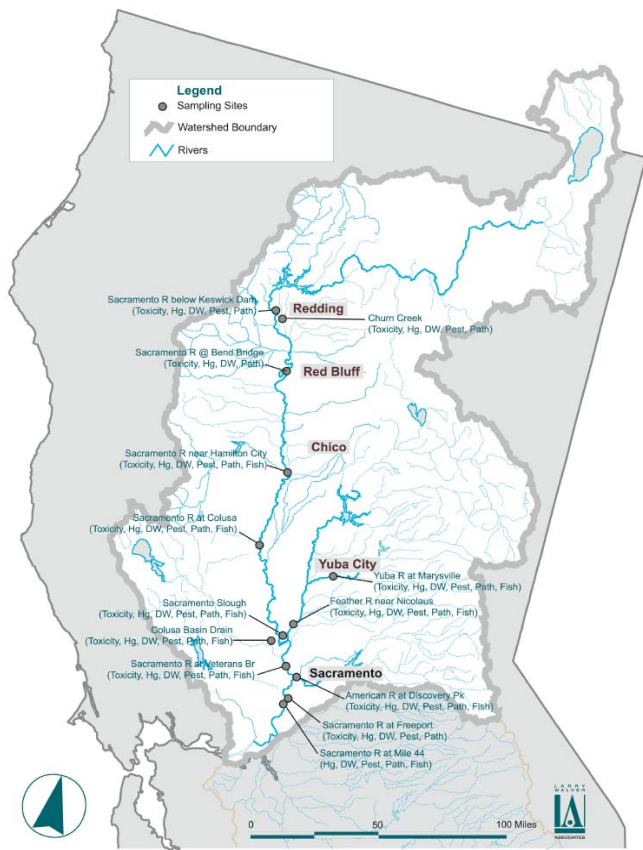 Legend
Sampling Sites
Watershed Boundary
Rivers
Sacramento R below Keswick Dam
(Toxicity, Hg, DW, Pest, Path)
Redding
Churn Creek
(Toxicity, Hg, DW, Pest, Path)
Sacramento R @ Bend Bridge
(Toxicity, Hg, DW, Path)
Red Bluff
Chico
Sacramento R near Hamilton City
(Toxicity, Hg, DW, Pest, Path, Fish)
Sacramento R at Colusa
(Toxicity, Hg, DW, Pest, Path, Fish)
Yuba City
Yuba R at Marysville
(Toxicity, Hg, DW, Pest, Path, Fish)
Sacramento Slough
(Toxicity, Hg, DW, Pest, Path, Fish)
Feather R near Nicolaus
(Toxicity, Hg, DW, Pest, Path, Fish)
Colusa Basin Drain
(Toxicity, Hg, DW, Pest, Path, Fish)
Sacramento R at Veterans Br
(Toxicity, Hg, DW, Pest, Path, Fish)
Sacramento
American R at Discovery Pk
(Toxicity, Hg, DW, Pest, Path, Fish)
Sacramento R at Freeport
(Toxicity, Hg, DW, Pest, Path)
Sacramento R at Mile 44
(Hg, DW, Pest, Path, Fish)
0 50 100 Miles
LARRY
WALKER
LWA
ASSOCIATES